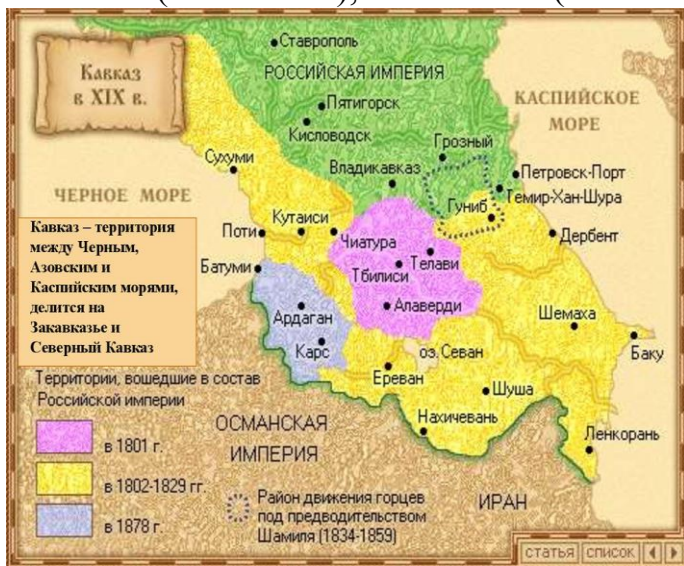 Кавказ
в XIX в.
Ставрополь
РОССИЙСКАЯ ИМПЕРИЯ
Пятигорск
Кисловодск
КАСПИЙСКОЕ
МОРЕ
Грозный
Сухуми
Владикавказ
Петровск-Порт
Темир-Хан-Шура
ЧЕРНОЕ МОРЕ
Гуниб
Кутаиси
Поти
Чиатура
Дербент
Кавказ – территория
между Черным,
Азовским и
Каспийским морями,
делится на
Закавказье и
Северный Кавказ
Батуми
Телави
Тбилиси
Ардаган
Алаверди
Шемаха
Карс
оз. Севан
Баку
Ереван
Шуша
Нахичевань
Ленкорань
Территории, вошедшие в состав
Российской империи
в 1801 г.
в 1802-1829 гг.
в 1878 г.
ОСМАНСКАЯ
ИМПЕРИЯ
Район движения горцев
под предводительством
Шамиля (1834-1859)
ИРАН
статья список